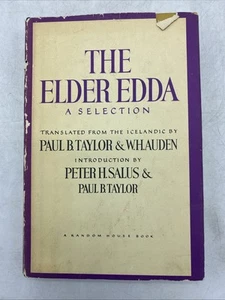 THE
ELDER EDDA
A SELECTION
TRANSLATED FROM THE ICELANDIC BY
PAUL B. TAYLOR & W. H. AUDEN
INTRODUCTION BY
PETER H. SALUS &
PAUL B. TAYLOR
A RANDOM HOUSE BOOK